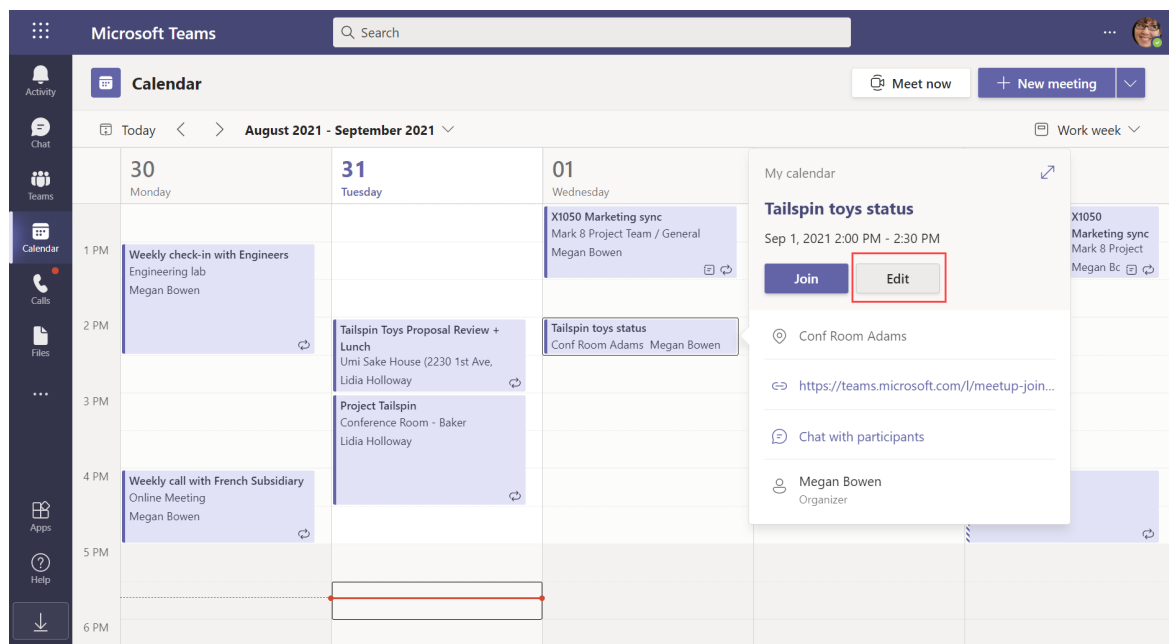 Microsoft Teams
Search
...
Activity
Chat
Teams
Calendar
Calls
Files
...
Apps
Help
Calendar
Meet now
New meeting
Today
August 2021 - September 2021
Work week
30
Monday
31
Tuesday
01
Wednesday
1 PM
2 PM
3 PM
4 PM
5 PM
6 PM
Weekly check-in with Engineers
Engineering lab
Megan Bowen
Weekly call with French Subsidiary
Online Meeting
Megan Bowen
Tailspin Toys Proposal Review +
Lunch
Umi Sake House (2230 1st Ave,
Lidia Holloway
Project Tailspin
Conference Room - Baker
Lidia Holloway
X1050 Marketing sync
Mark 8 Project Team / General
Megan Bowen
Tailspin toys status
Conf Room Adams Megan Bowen
My calendar
Tailspin toys status
Sep 1, 2021 2:00 PM - 2:30 PM
Join
Edit
Conf Room Adams
https://teams.microsoft.com/l/meetup-join...
Chat with participants
Megan Bowen
Organizer
X1050
Marketing sync
Mark 8 Project
Megan Bc